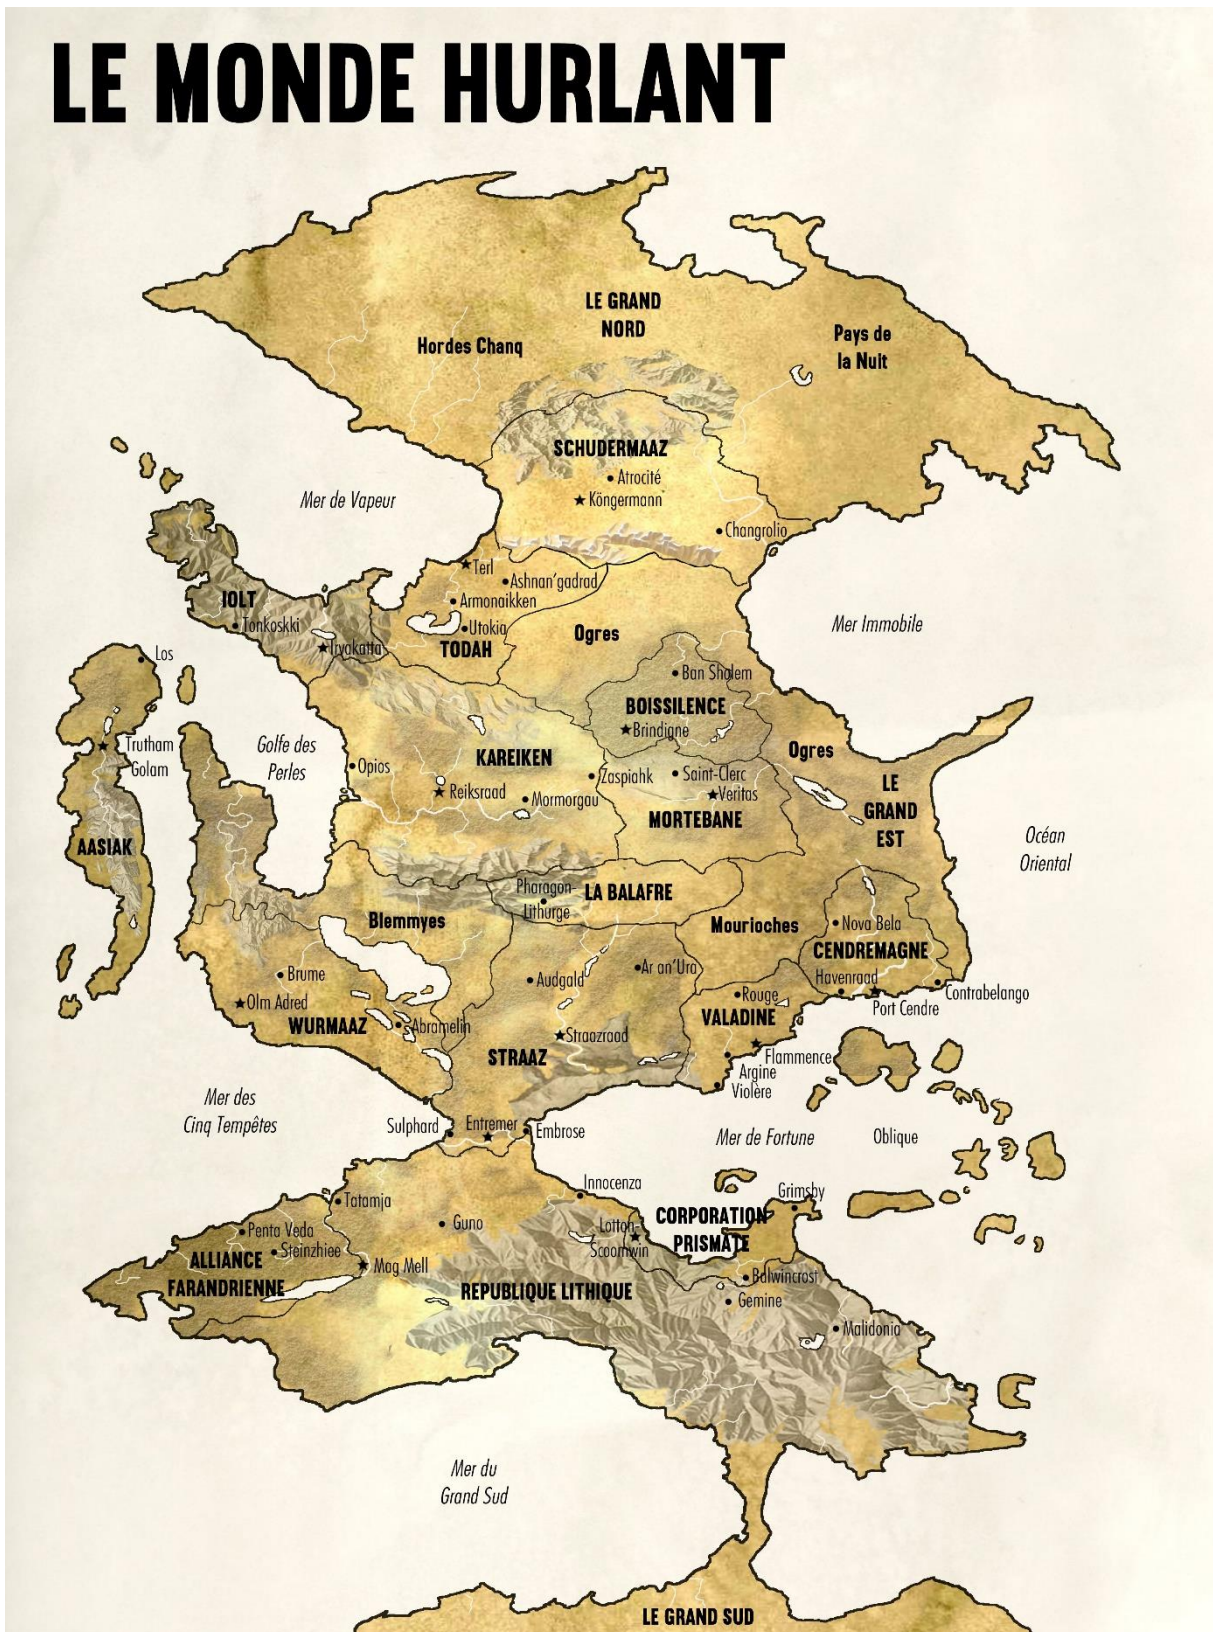 LE MONDE HURLANT
LE GRAND
NORD
Hordes Chanq
Pays de
la Nuit
SCHUDERMAAZ
Atrocité
Köngermann
Mer de Vapeur
Changrolio
Terl
Ashnan'gadrad
Armonaikken
Utokia
TODAH
IOLT
Tonkoskki
Tryakatta
Ogres
Mer Immobile
Los
Ban Sholem
BOISSILENCE
Brindigne
Trutham
Golam
Golfe des
Perles
KAREIKEN
Opios
Reiksraad
Mormorgau
Zaspiahk
Saint-Clerc
Veritas
MORTEBANE
Ogres
LE
GRAND
EST
Océan
Oriental
AASIAK
Pharagon-
Lithurge
LA BALAFRE
Blemmyes
Mourioches
Nova Bela
CENDREMAGNE
Havenraad
Contrabelango
Port Cendre
Brume
Olm Adred
WURMAAZ
Abramelin
Audgald
Ar an'Ura
Straazraad
STRAAZ
Rouge
VALADINE
Flammence
Argine
Violère
Mer des
Cinq Tempêtes
Sulphard
Entremer
Embrose
Mer de Fortune
Oblique
Innocenza
Grimsby
Tatamja
Penta Veda
Steinzhiee
Guno
ALLIANCE
FARANDRIENNE
Mag Mell
Lotton-
Scoomwin
CORPORATION
PRISMATE
REPUBLIQUE LITHIQUE
Balwincrost
Gemine
Malidonia
Mer du
Grand Sud
LE GRAND SUD